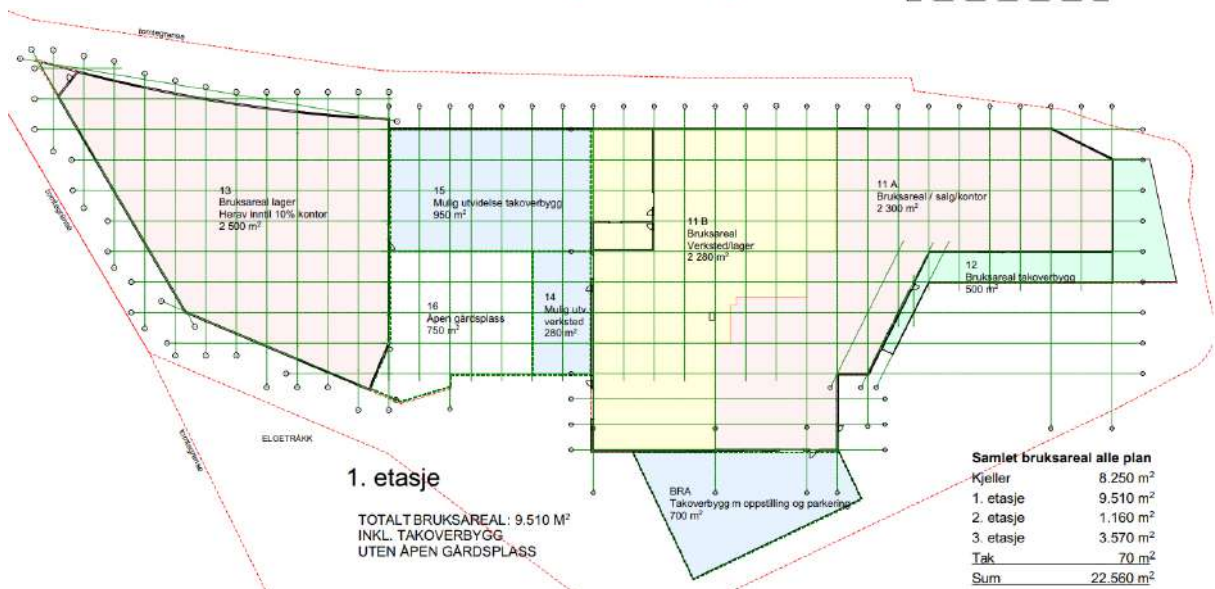 tomtegrense
tomtegrense
tomtegrense
13
Bruksareal lager
Herav inntil 10% kontor
2 500 m²
15
Mulig utvidelse takoverbygg
950 m²
11 A
Bruksareal / salg/kontor
2 300 m²
11 B
Bruksareal
Verksted/lager
2 280 m²
12
Bruksareal takoverbygg
500 m²
16
Åpen gårdsplass
750 m²
14
Mulig utv.
verksted
280 m²
ELGETRÅKK
1. etasje
TOTALT BRUKSAREAL: 9.510 M²
INKL. TAKOVERBYGG
UTEN ÅPEN GÅRDSPLASS
BRA
Takoverbygg m oppstilling og parkering
700 m²
Samlet bruksareal alle plan
Kjeller 8.250 m²
1. etasje 9.510 m²
2. etasje 1.160 m²
3. etasje 3.570 m²
Tak 70 m²
Sum 22.560 m²